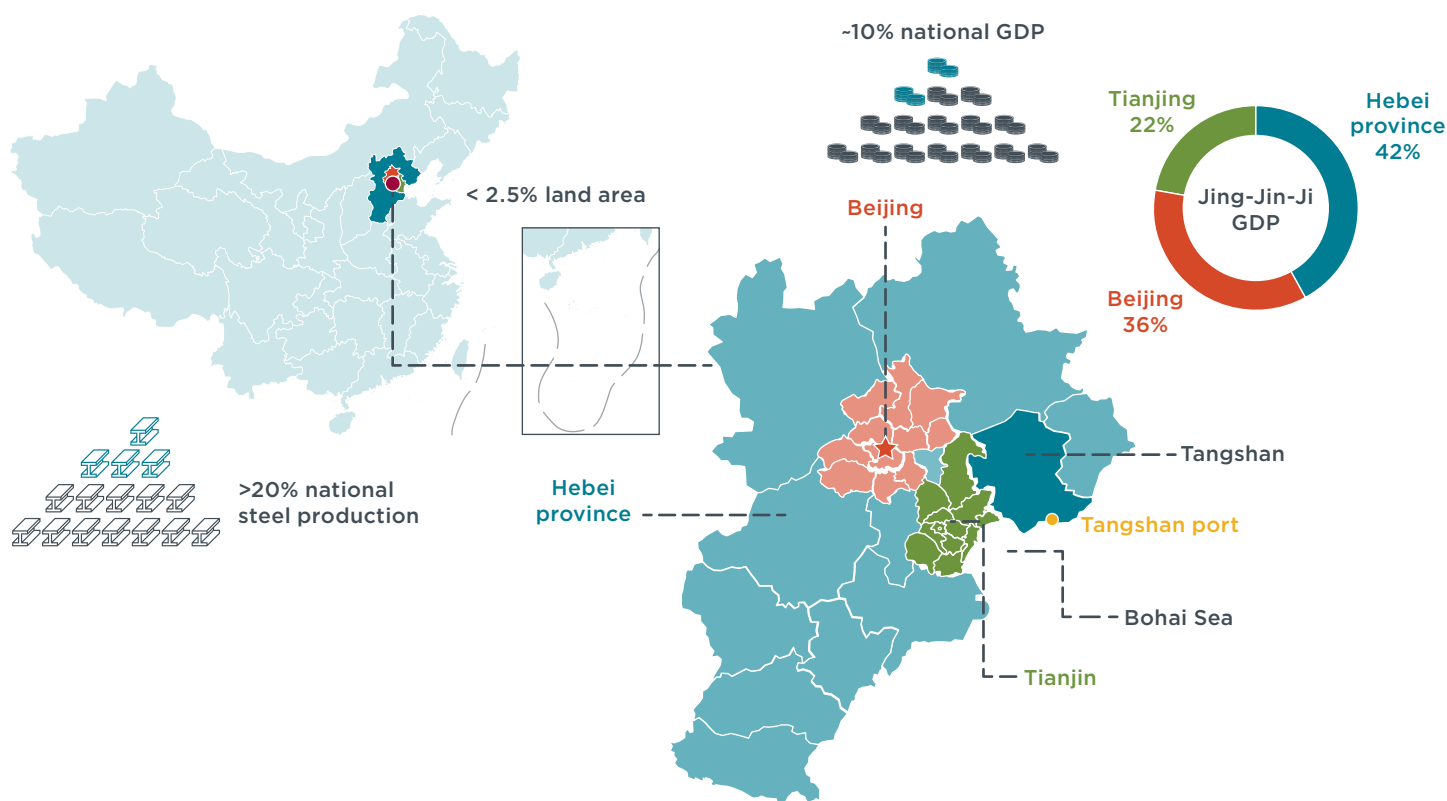 ~10% national GDP
Tianjing
22%
Hebei
province
42%
Jing-Jin-Ji
GDP
Beijing
36%
< 2.5% land area
Beijing
>20% national
steel production
Hebei
province
Tangshan
Tangshan port
Bohai Sea
Tianjin